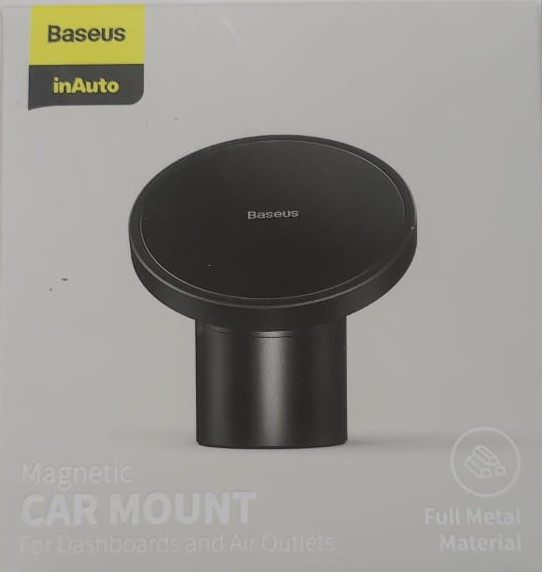 Baseus
inAuto
Baseus
Magnetic
CAR MOUNT
For Dashboards and Air Outlets
Full Metal
Material